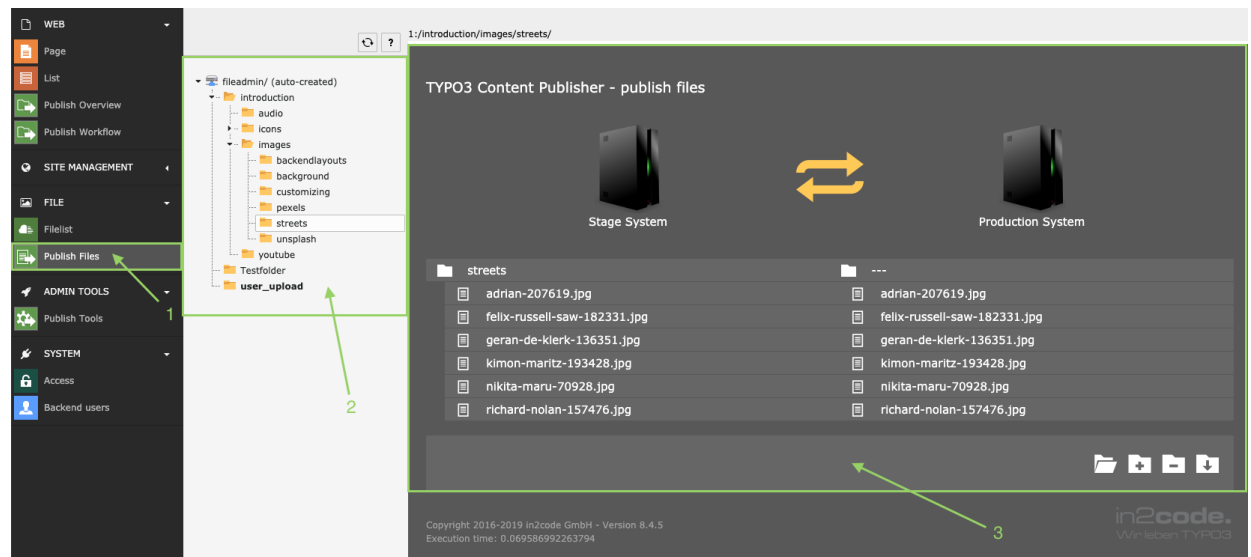 WEB
Page
List
Publish Overview
Publish Workflow
SITE MANAGEMENT
FILE
Filelist
Publish Files
ADMIN TOOLS
Publish Tools
1
SYSTEM
Access
Backend users
?
fileadmin/ (auto-created)
introduction
audio
icons
images
backendlayouts
background
customizing
pexels
streets
unsplash
youtube
Testfolder
user_upload
2
1:/introduction/images/streets/
TYPO3 Content Publisher - publish files
Stage System Production System
streets ---
adrian-207619.jpg adrian-207619.jpg
felix-russell-saw-182331.jpg felix-russell-saw-182331.jpg
geran-de-klerk-136351.jpg geran-de-klerk-136351.jpg
kimon-maritz-193428.jpg kimon-maritz-193428.jpg
nikita-maru-70928.jpg nikita-maru-70928.jpg
richard-nolan-157476.jpg richard-nolan-157476.jpg
3
Copyright 2016-2019 in2code GmbH - Version 8.4.5
Execution time: 0.069586992263794
in2code.
Wir leben TYPO3